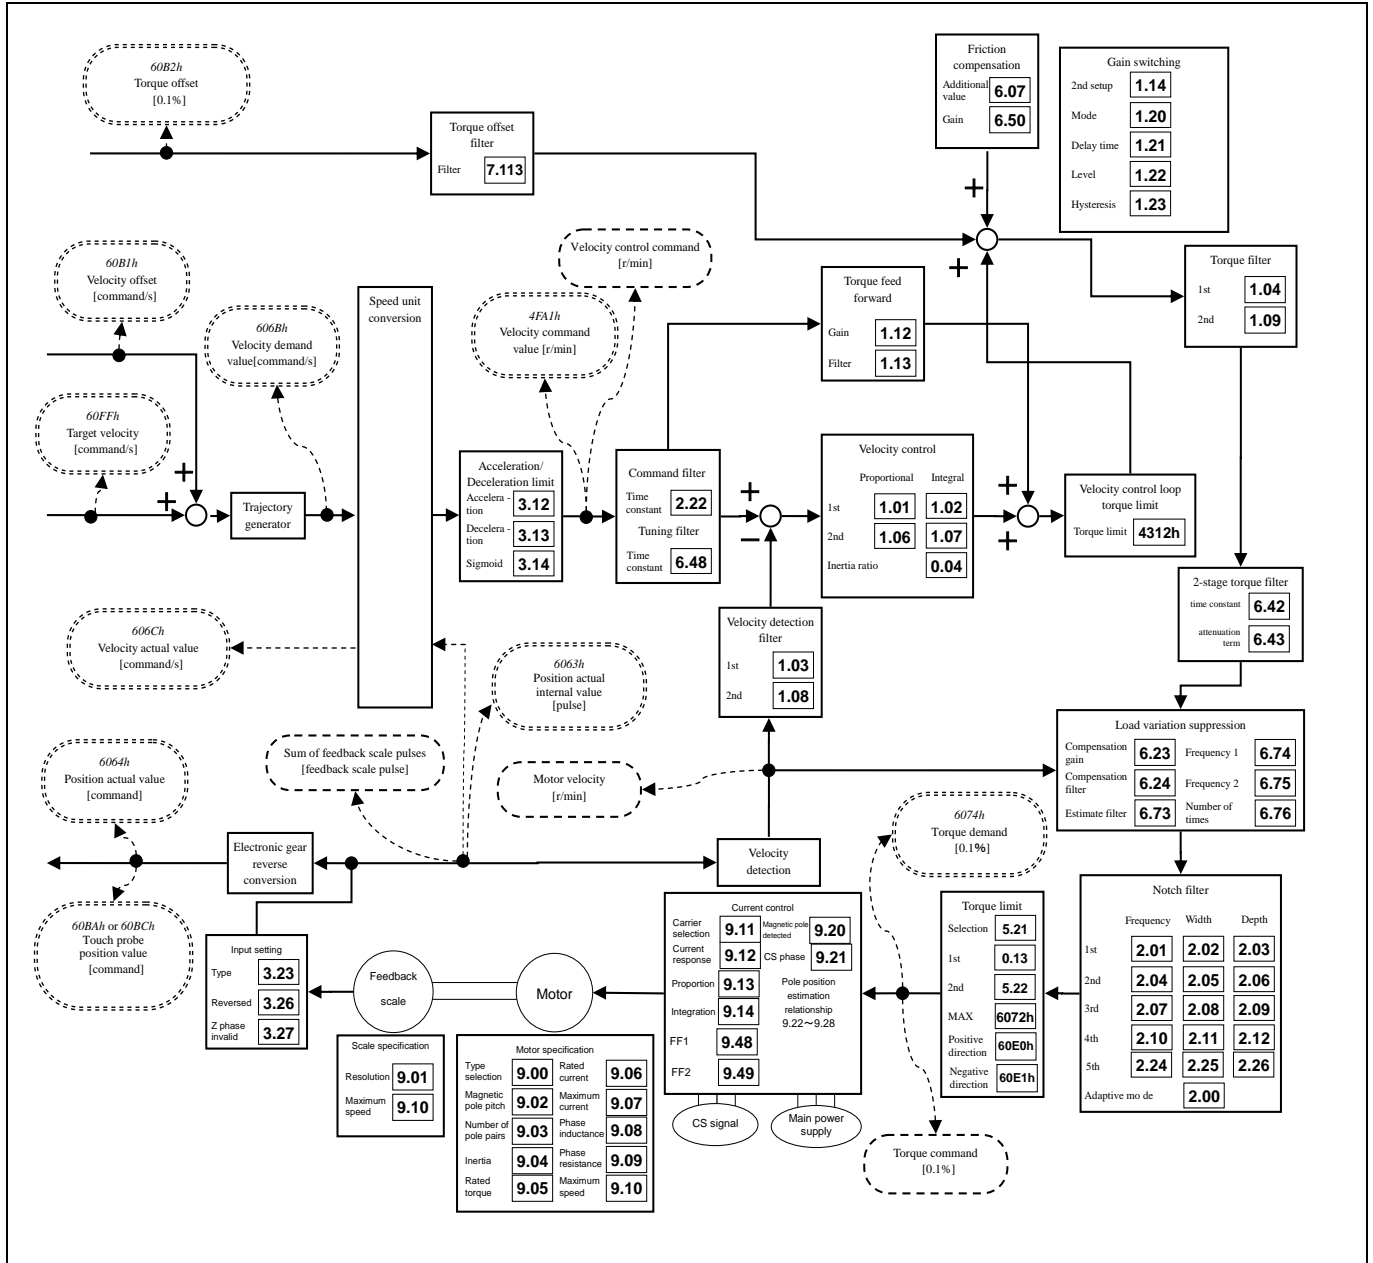 60B2h
Torque offset
[0.1%]
Torque offset
filter
Filter
7.113
Friction
compensation
Additional
value
6.07
Gain
6.50
Gain switching
2nd setup
1.14
Mode
1.20
Delay time
1.21
Level
1.22
Hysteresis
1.23
+
+
60B1h
Velocity offset
[command/s]
606Bh
Velocity demand
value[command/s]
60FFh
Target velocity
[command/s]
+
+
Trajectory
generator
Speed unit
conversion
Velocity control command
[r/min]
4FA1h
Velocity command
value [r/min]
Acceleration/
Deceleration limit
Accelera -
tion
3.12
Decelera -
tion
3.13
Sigmoid
3.14
Command filter
Time
constant
2.22
Tuning filter
Time
constant
6.48
Torque feed
forward
Gain
1.12
Filter
1.13
+
−
Velocity control
Proportional
Integral
1st
1.01
1.02
2nd
1.06
1.07
Inertia ratio
0.04
+
+
Velocity control loop
torque limit
Torque limit
4312h
Torque filter
1st
1.04
2nd
1.09
2-stage torque filter
time constant
6.42
attenuation
term
6.43
606Ch
Velocity actual value
[command/s]
6063h
Position actual
internal value
[pulse]
Velocity detection
filter
1st
1.03
2nd
1.08
Load variation suppression
Compensation
gain
6.23
Frequency 1
6.74
Compensation
filter
6.24
Frequency 2
6.75
Estimate filter
6.73
Number of
times
6.76
6064h
Position actual value
[command]
Sum of feedback scale pulses
[feedback scale pulse]
Motor velocity
[r/min]
6074h
Torque demand
[0.1%]
Electronic gear
reverse
conversion
Velocity
detection
60BAh or 60BCh
Touch probe
position value
[command]
Input setting
Type
3.23
Reversed
3.26
Z phase
invalid
3.27
Feedback
scale
Motor
Current control
Carrier
selection
9.11
Magnetic pole
detected
9.20
Current
response
9.12
CS phase
9.21
Proportion
9.13
Integration
9.14
FF1
9.48
FF2
9.49
Pole position
estimation
relationship
9.22～9.28
CS signal
Main power
supply
Torque limit
Selection
5.21
1st
0.13
2nd
5.22
MAX
6072h
Positive
direction
60E0h
Negative
direction
60E1h
Notch filter
Frequency
Width
Depth
1st
2.01
2.02
2.03
2nd
2.04
2.05
2.06
3rd
2.07
2.08
2.09
4th
2.10
2.11
2.12
5th
2.24
2.25
2.26
Adaptive mo de
2.00
Scale specification
Resolution
9.01
Maximum
speed
9.10
Motor specification
Type
selection
9.00
Rated
current
9.06
Magnetic
pole pitch
9.02
Maximum
current
9.07
Number of
pole pairs
9.03
Phase
inductance
9.08
Inertia
9.04
Phase
resistance
9.09
Rated
torque
9.05
Maximum
speed
9.10
Torque command
[0.1%]